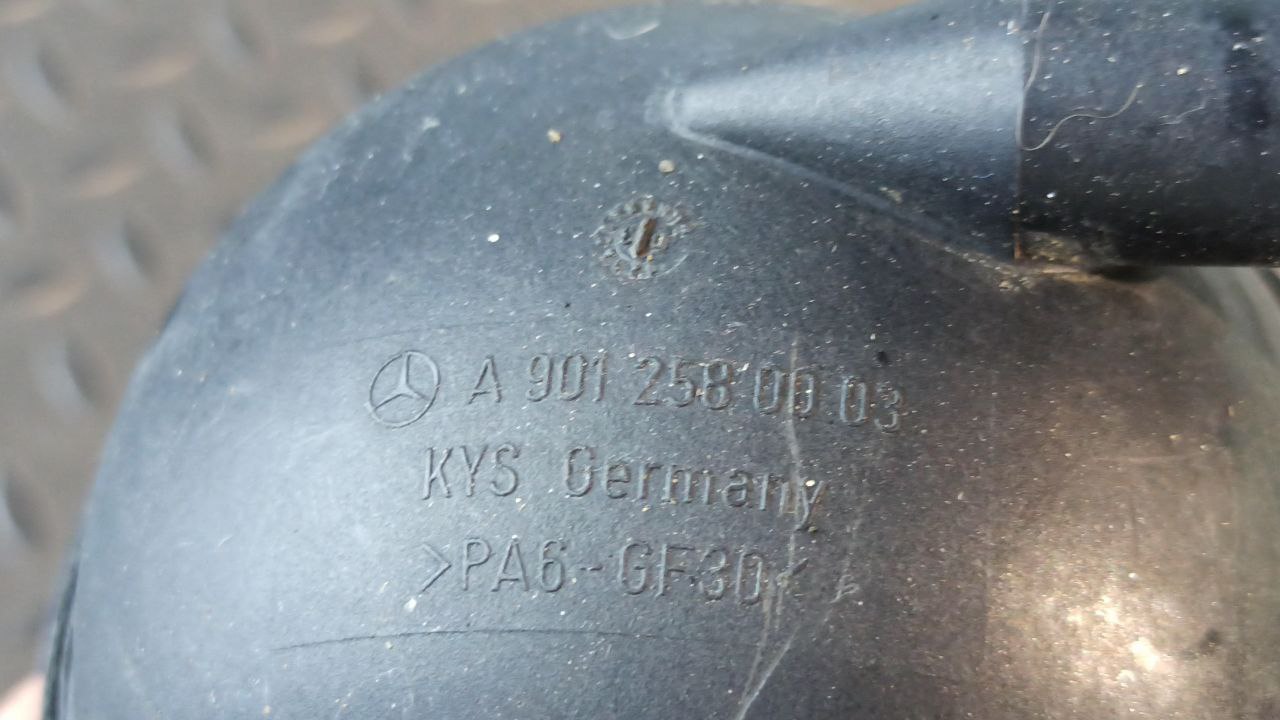 A 901 258 00 03
KYS Germany
>PA6-GF30<